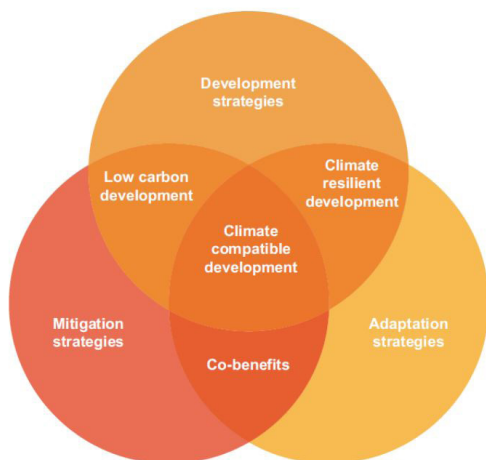 Development
strategies
Low carbon
development
Climate
resilient
development
Climate
compatible
development
Mitigation
strategies
Adaptation
strategies
Co-benefits